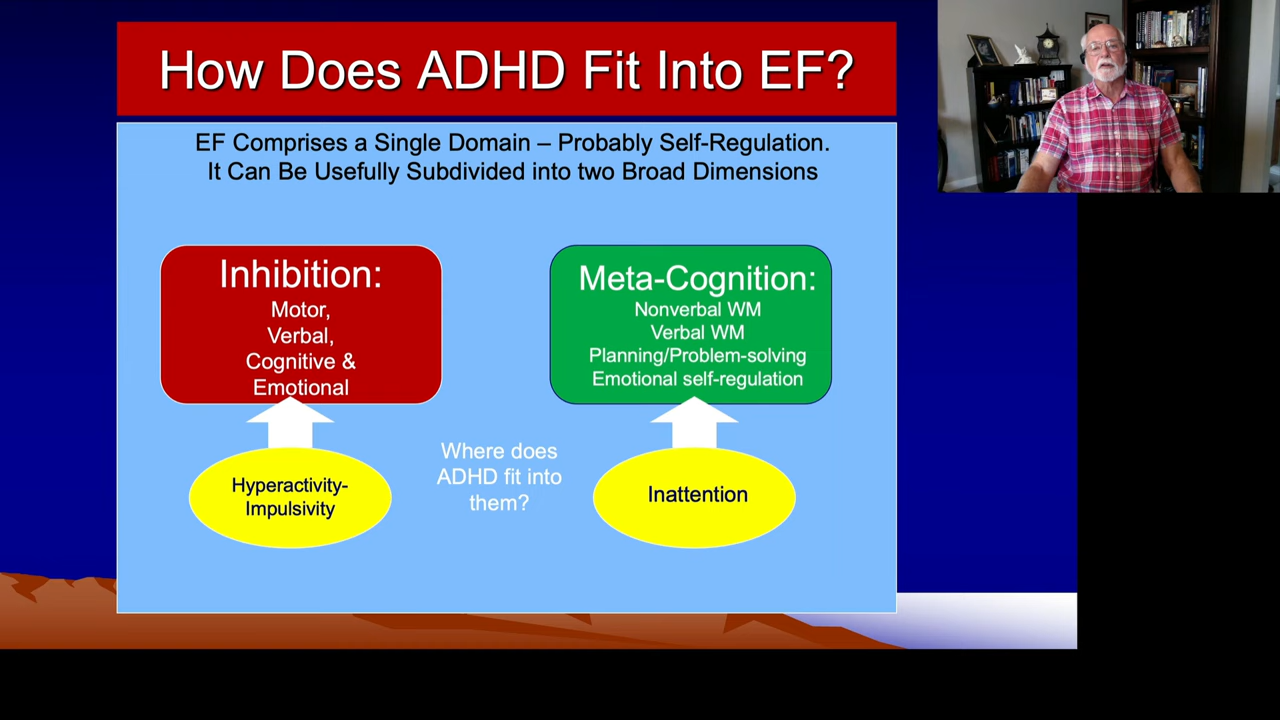 How Does ADHD Fit Into EF?
EF Comprises a Single Domain – Probably Self-Regulation.
It Can Be Usefully Subdivided into two Broad Dimensions
Inhibition:
Motor,
Verbal,
Cognitive &
Emotional
Meta-Cognition:
Nonverbal WM
Verbal WM
Planning/Problem-solving
Emotional self-regulation
Hyperactivity-
Impulsivity
Where does
ADHD fit into
them?
Inattention